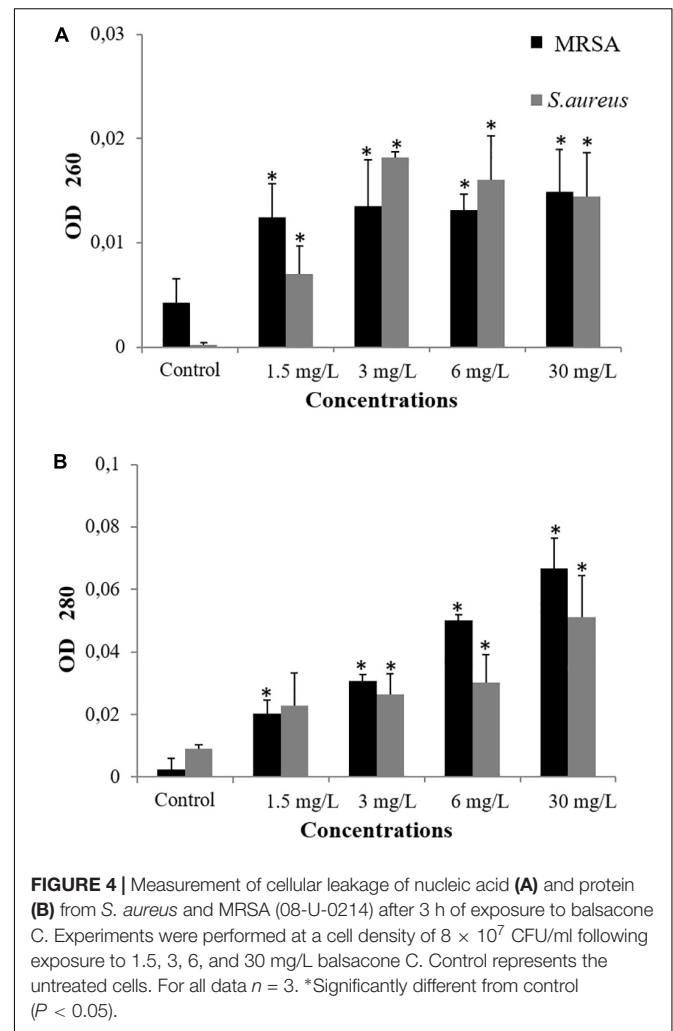 A
0,03
0,02
0,01
0
OD 260
MRSA
S.aureus
* * * * * * * *
Control 1.5 mg/L 3 mg/L 6 mg/L 30 mg/L
Concentrations
B
0,1
0,08
0,06
0,04
0,02
0
OD 280
* * * * * * *
Control 1.5 mg/L 3 mg/L 6 mg/L 30 mg/L
Concentrations
FIGURE 4 | Measurement of cellular leakage of nucleic acid (A) and protein
(B) from S. aureus and MRSA (08-U-0214) after 3 h of exposure to balsacone
C. Experiments were performed at a cell density of 8 × 10⁷ CFU/ml following
exposure to 1.5, 3, 6, and 30 mg/L balsacone C. Control represents the
untreated cells. For all data n = 3. *Significantly different from control
(P < 0.05).